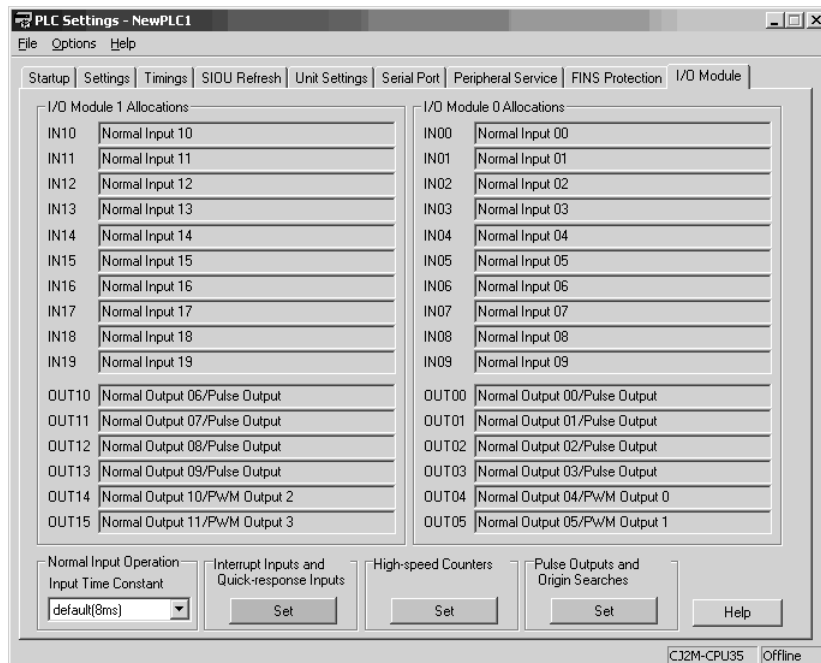 PLC Settings - NewPLC1
File Options Help
Startup Settings Timings SIOU Refresh Unit Settings Serial Port Peripheral Service FINS Protection I/O Module
I/O Module 1 Allocations
IN10 Normal Input 10
IN11 Normal Input 11
IN12 Normal Input 12
IN13 Normal Input 13
IN14 Normal Input 14
IN15 Normal Input 15
IN16 Normal Input 16
IN17 Normal Input 17
IN18 Normal Input 18
IN19 Normal Input 19
OUT10 Normal Output 06/Pulse Output
OUT11 Normal Output 07/Pulse Output
OUT12 Normal Output 08/Pulse Output
OUT13 Normal Output 09/Pulse Output
OUT14 Normal Output 10/PWM Output 2
OUT15 Normal Output 11/PWM Output 3
I/O Module 0 Allocations
IN00 Normal Input 00
IN01 Normal Input 01
IN02 Normal Input 02
IN03 Normal Input 03
IN04 Normal Input 04
IN05 Normal Input 05
IN06 Normal Input 06
IN07 Normal Input 07
IN08 Normal Input 08
IN09 Normal Input 09
OUT00 Normal Output 00/Pulse Output
OUT01 Normal Output 01/Pulse Output
OUT02 Normal Output 02/Pulse Output
OUT03 Normal Output 03/Pulse Output
OUT04 Normal Output 04/PWM Output 0
OUT05 Normal Output 05/PWM Output 1
Normal Input Operation
Input Time Constant
default(8ms)
Interrupt Inputs and
Quick-response Inputs
Set
High-speed Counters
Set
Pulse Outputs and
Origin Searches
Set
Help
CJ2M-CPU35 Offline